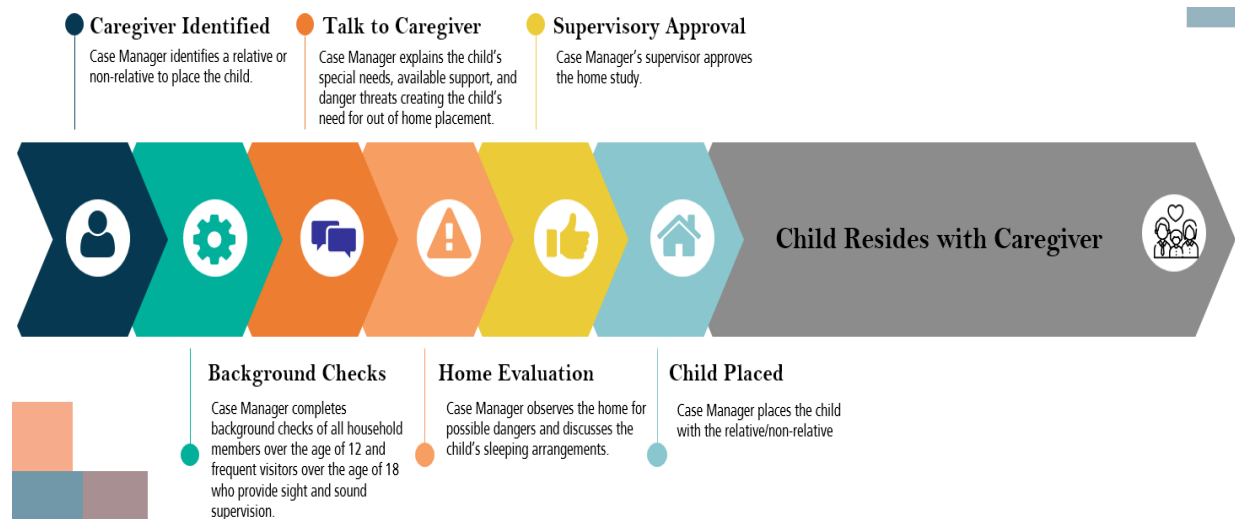 Caregiver Identified
Case Manager identifies a relative or
non-relative to place the child.
Talk to Caregiver
Case Manager explains the child's
special needs, available support, and
danger threats creating the child's
need for out of home placement.
Supervisory Approval
Case Manager's supervisor approves
the home study.
Child Resides with Caregiver
Background Checks
Case Manager completes
background checks of all household
members over the age of 12 and
frequent visitors over the age of 18
who provide sight and sound
supervision.
Home Evaluation
Case Manager observes the home for
possible dangers and discusses the
child's sleeping arrangements.
Child Placed
Case Manager places the child
with the relative/non-relative